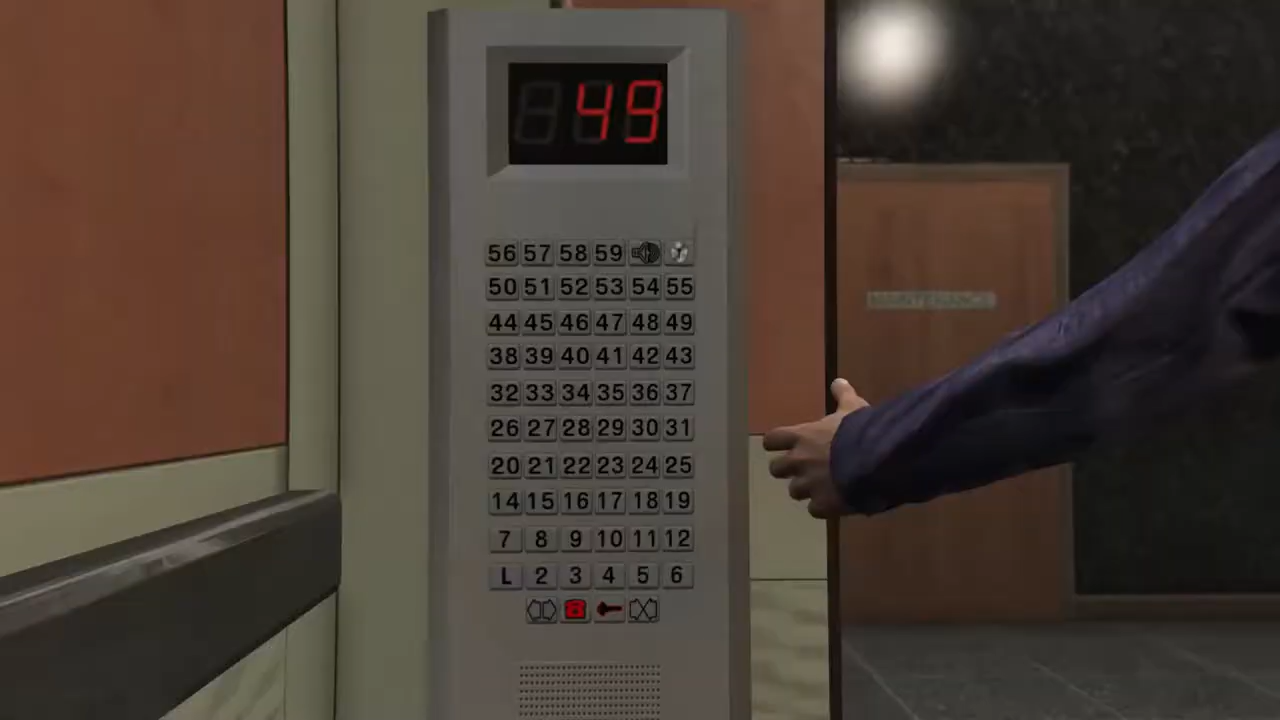 49
56 57 58 59
50 51 52 53 54 55
44 45 46 47 48 49
38 39 40 41 42 43
32 33 34 35 36 37
26 27 28 29 30 31
20 21 22 23 24 25
14 15 16 17 18 19
7 8 9 10 11 12
L 2 3 4 5 6
MAINTENANCE